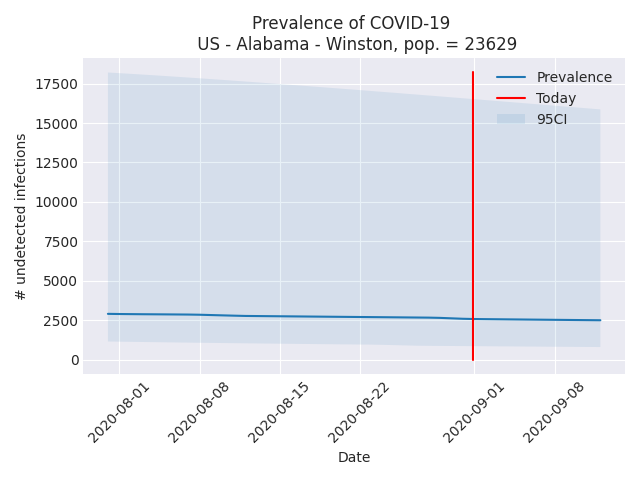 Prevalence of COVID-19
US - Alabama - Winston, pop. = 23629
Prevalence
Today
95CI
# undetected infections
17500
15000
12500
10000
7500
5000
2500
0
2020-08-01
2020-08-08
2020-08-15
2020-08-22
2020-09-01
2020-09-08
Date